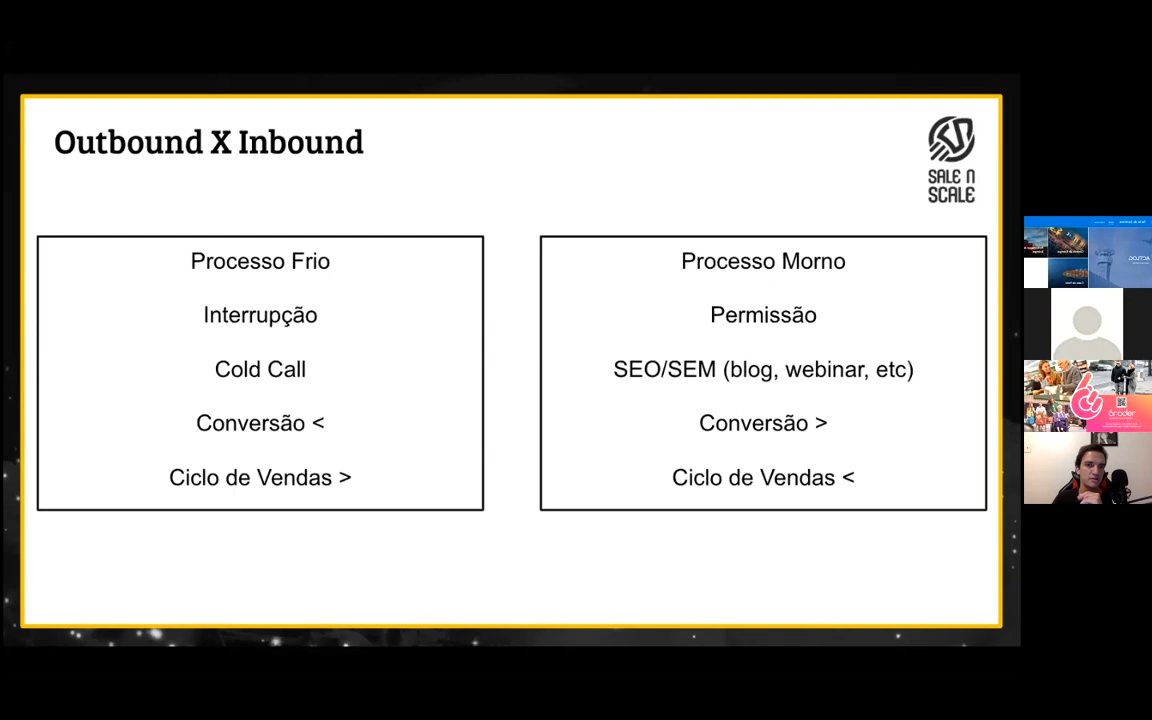 Outbound X Inbound
SALE N
SCALE
Processo Frio
Interrupção
Cold Call
Conversão <
Ciclo de Vendas >
Processo Morno
Permissão
SEO/SEM (blog, webinar, etc)
Conversão >
Ciclo de Vendas <